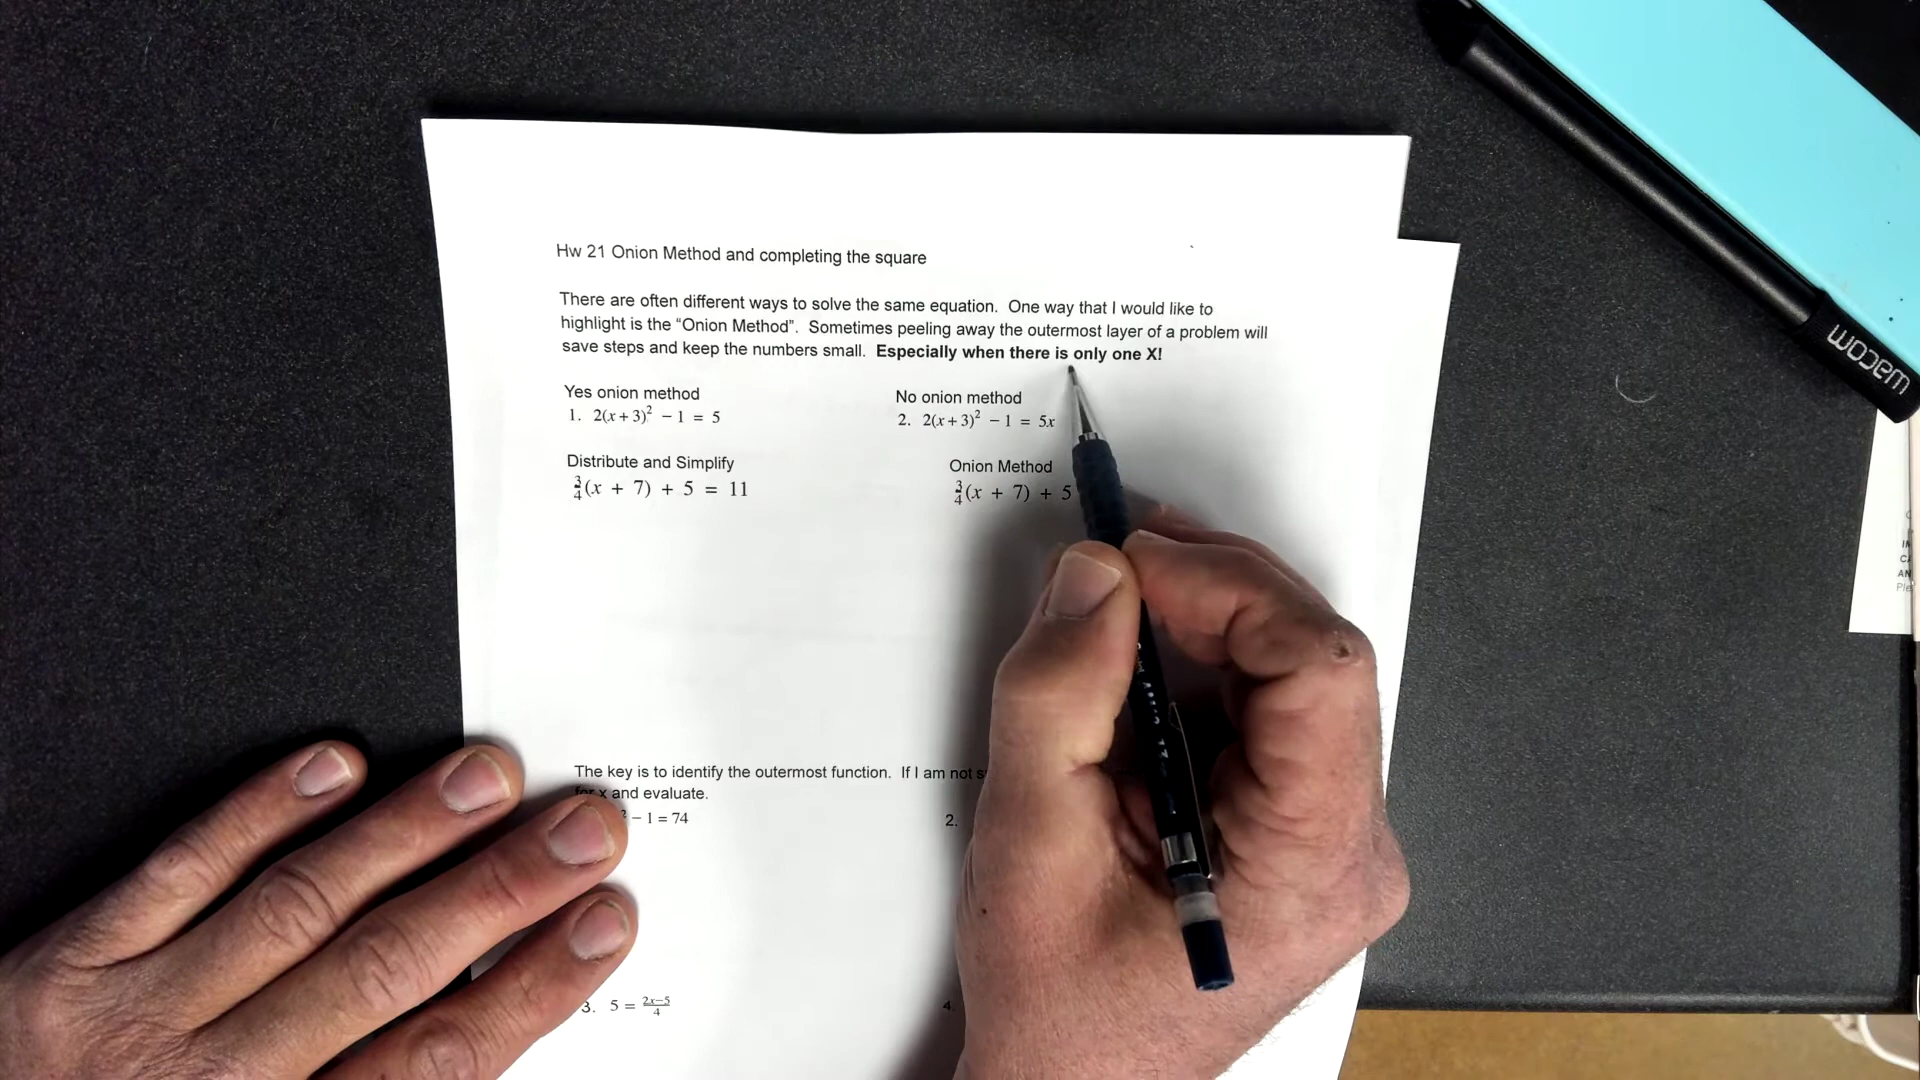 Hw 21 Onion Method and completing the square
There are often different ways to solve the same equation. One way that I would like to
highlight is the “Onion Method”. Sometimes peeling away the outermost layer of a problem will
save steps and keep the numbers small. Especially when there is only one X!
Yes onion method
1. 2(x+3)² − 1 = 5
No onion method
2. 2(x+3)² − 1 = 5x
Distribute and Simplify
3/4(x + 7) + 5 = 11
Onion Method
3/4(x + 7) + 5
The key is to identify the outermost function. If I am not
for x and evaluate.
² − 1 = 74
2.
3. 5 = (2x−5)/4
4.
wacom